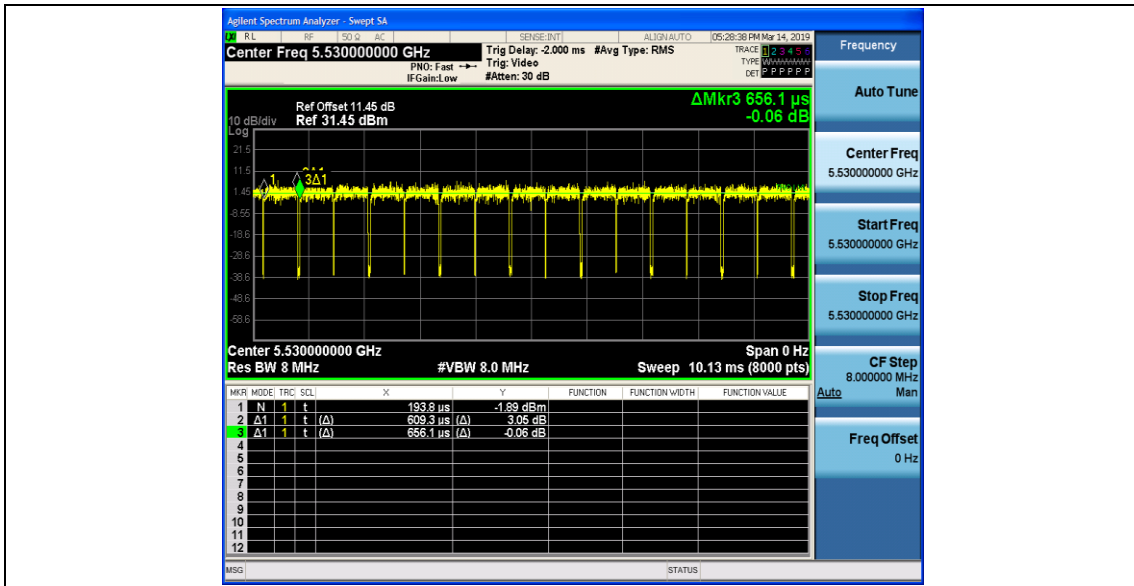 Agilent Spectrum Analyzer - Swept SA
LXI RL RF 50 Ω AC SENSE:INT ALIGN AUTO 05:28:38 PM Mar 14, 2019
Center Freq 5.530000000 GHz
PNO: Fast
IFGain:Low
Trig Delay: -2.000 ms #Avg Type: RMS
Trig: Video
#Atten: 30 dB
TRACE 1 2 3 4 5 6
TYPE WWWWWW
DET P P P P P P
Frequency
Auto Tune
Center Freq
5.530000000 GHz
Start Freq
5.530000000 GHz
Stop Freq
5.530000000 GHz
CF Step
8.000000 MHz
Auto Man
Freq Offset
0 Hz
ΔMkr3 656.1 µs
-0.06 dB
Ref Offset 11.45 dB
10 dB/div Ref 31.45 dBm
Log
21.5
11.5
1.45
-8.55
-18.6
-28.6
-38.6
-48.6
-58.6
1
3Δ1
Center 5.530000000 GHz Span 0 Hz
Res BW 8 MHz #VBW 8.0 MHz Sweep 10.13 ms (8000 pts)
MKR MODE TRC SCL X Y FUNCTION FUNCTION WIDTH FUNCTION VALUE
1 N 1 t 193.8 µs -1.89 dBm
2 Δ1 1 t (Δ) 609.3 µs (Δ) 3.05 dB
3 Δ1 1 t (Δ) 656.1 µs (Δ) -0.06 dB
4
5
6
7
8
9
10
11
12
MSG STATUS